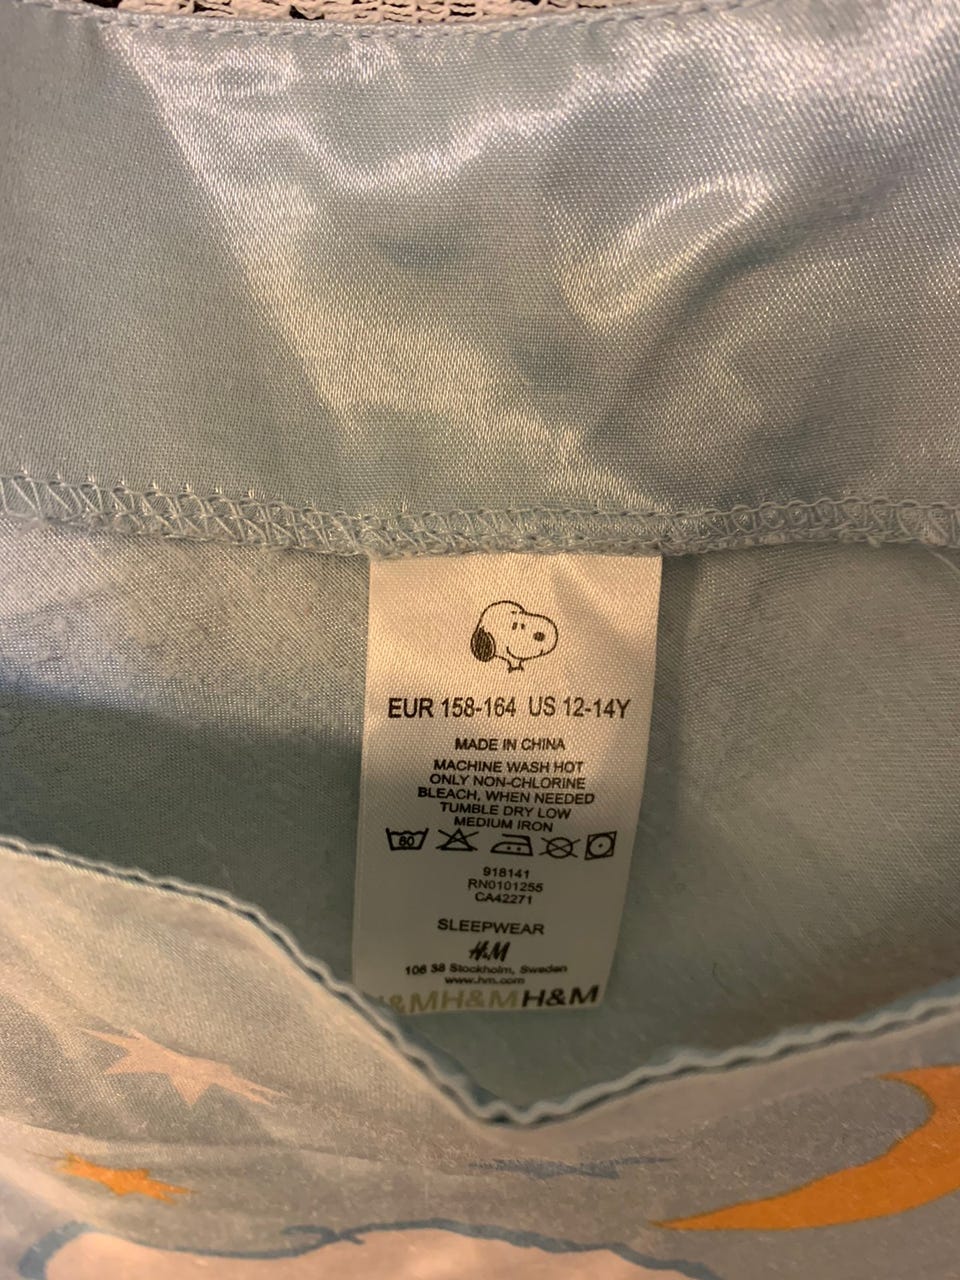 EUR 158-164 US 12-14Y
MADE IN CHINA
MACHINE WASH HOT
ONLY NON-CHLORINE
BLEACH, WHEN NEEDED
TUMBLE DRY LOW
MEDIUM IRON
60
918141
RN0101255
CA42271
SLEEPWEAR
H&M
106 38 Stockholm, Sweden
www.hm.com
&MH&MH&M